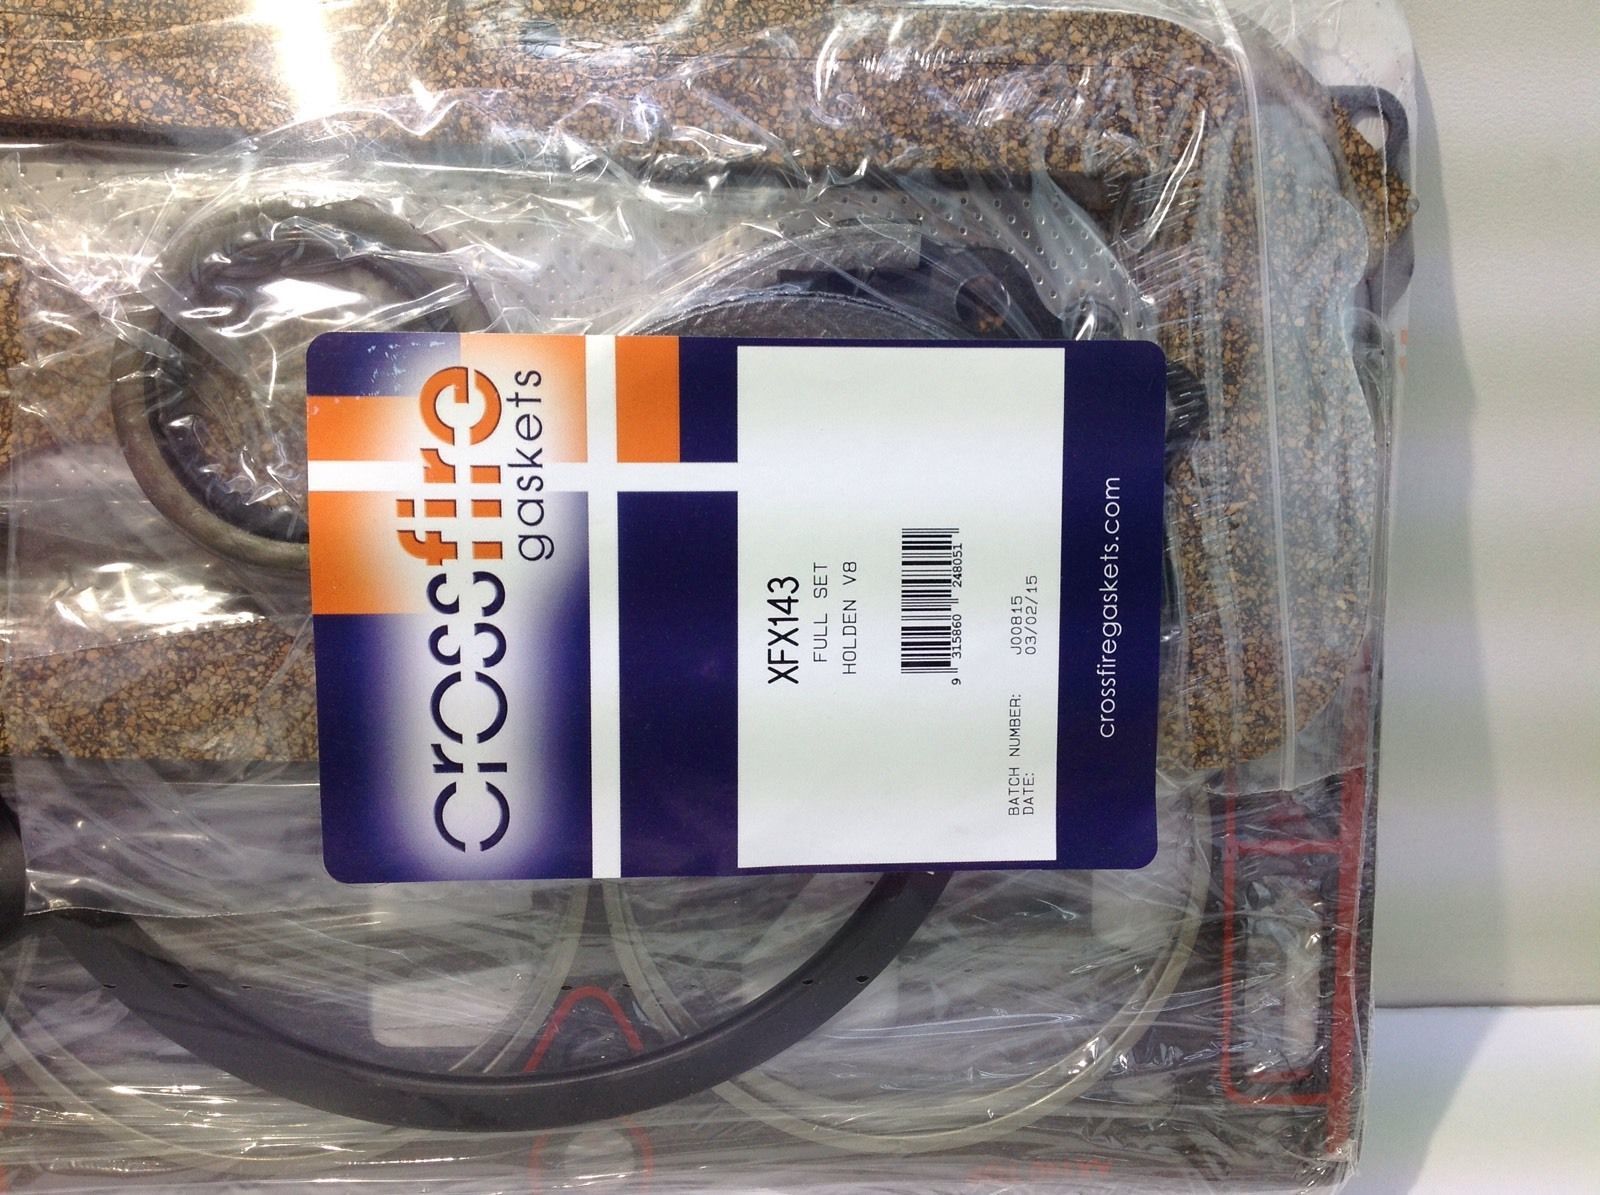 crossfire
gaskets
XFX143
FULL SET
HOLDEN V8
9 315860 248051
BATCH NUMBER: J00815
DATE: 03/02/15
crossfiregaskets.com